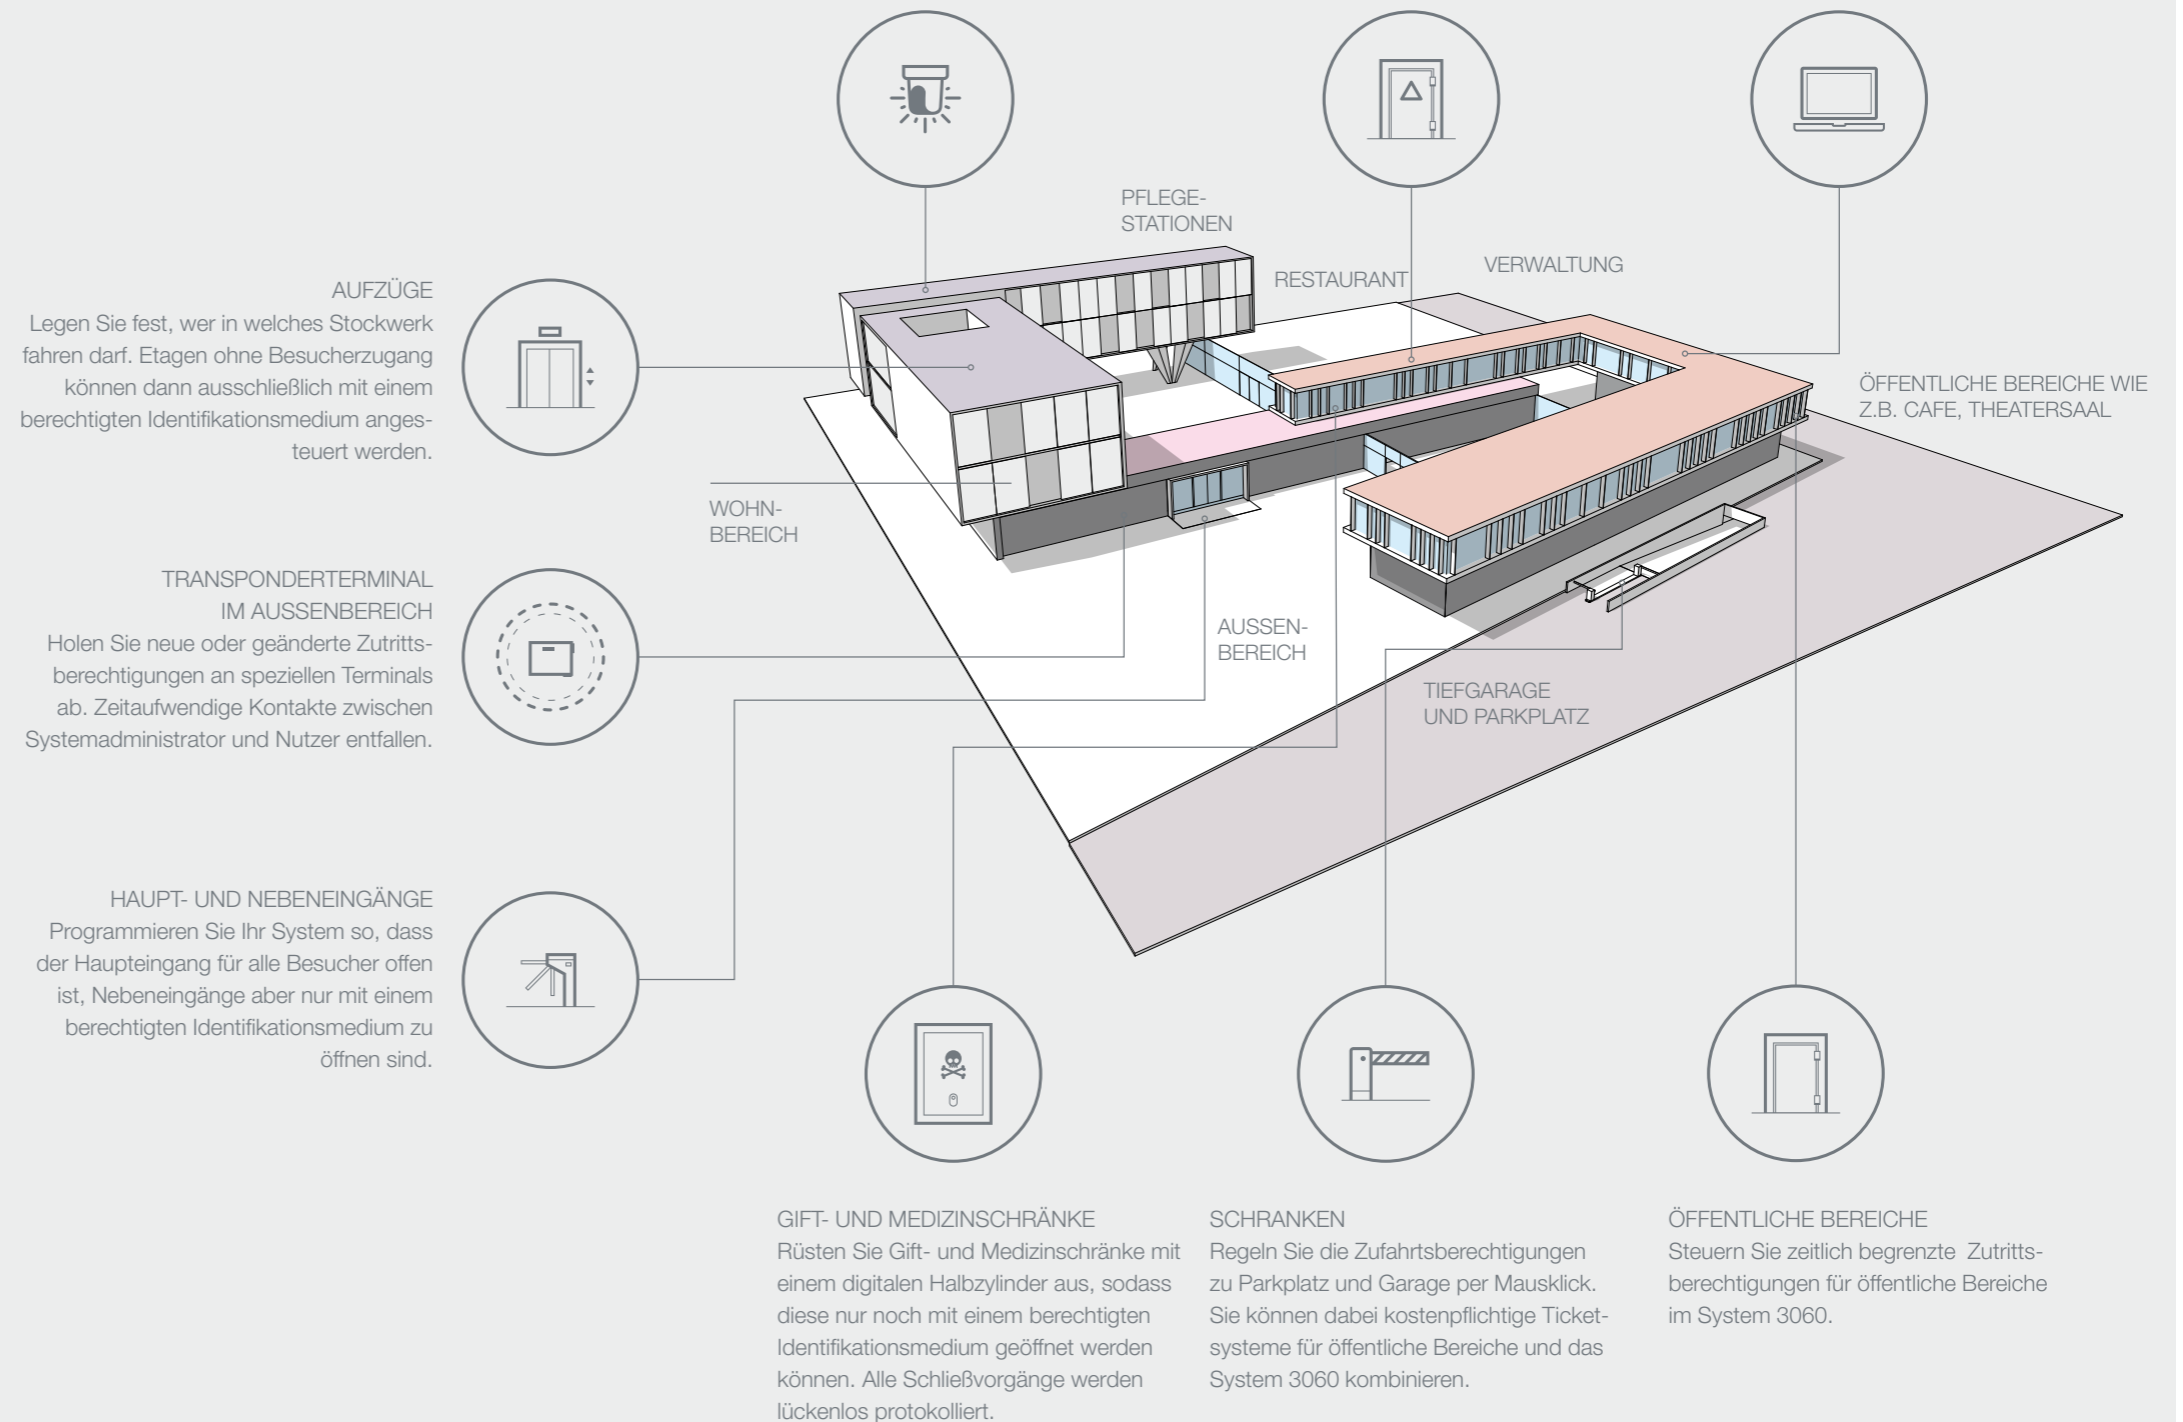 PFLEGE-
STATIONEN
RESTAURANT
VERWALTUNG
ÖFFENTLICHE BEREICHE WIE
Z.B. CAFE, THEATERSAAL
AUFZÜGE
Legen Sie fest, wer in welches Stockwerk
fahren darf. Etagen ohne Besucherzugang
können dann ausschließlich mit einem
berechtigten Identifikationsmedium anges-
teuert werden.
WOHN-
BEREICH
TRANSPONDERTERMINAL
IM AUSSENBEREICH
Holen Sie neue oder geänderte Zutritts-
berechtigungen an speziellen Terminals
ab. Zeitaufwendige Kontakte zwischen
Systemadministrator und Nutzer entfallen.
AUSSEN-
BEREICH
TIEFGARAGE
UND PARKPLATZ
HAUPT- UND NEBENEINGÄNGE
Programmieren Sie Ihr System so, dass
der Haupteingang für alle Besucher offen
ist, Nebeneingänge aber nur mit einem
berechtigten Identifikationsmedium zu
öffnen sind.
GIFT- UND MEDIZINSCHRÄNKE
Rüsten Sie Gift- und Medizinschränke mit
einem digitalen Halbzylinder aus, sodass
diese nur noch mit einem berechtigten
Identifikationsmedium geöffnet werden
können. Alle Schließvorgänge werden
lückenlos protokolliert.
SCHRANKEN
Regeln Sie die Zufahrtsberechtigungen
zu Parkplatz und Garage per Mausklick.
Sie können dabei kostenpflichtige Ticket-
systeme für öffentliche Bereiche und das
System 3060 kombinieren.
ÖFFENTLICHE BEREICHE
Steuern Sie zeitlich begrenzte  Zutritts-
berechtigungen für öffentliche Bereiche
im System 3060.